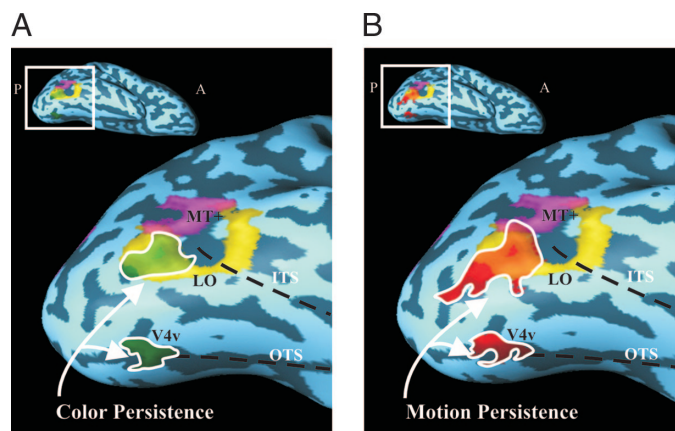 A
P
A
MT+
LO
ITS
V4v
OTS
Color Persistence
B
P
A
MT+
LO
ITS
V4v
OTS
Motion Persistence